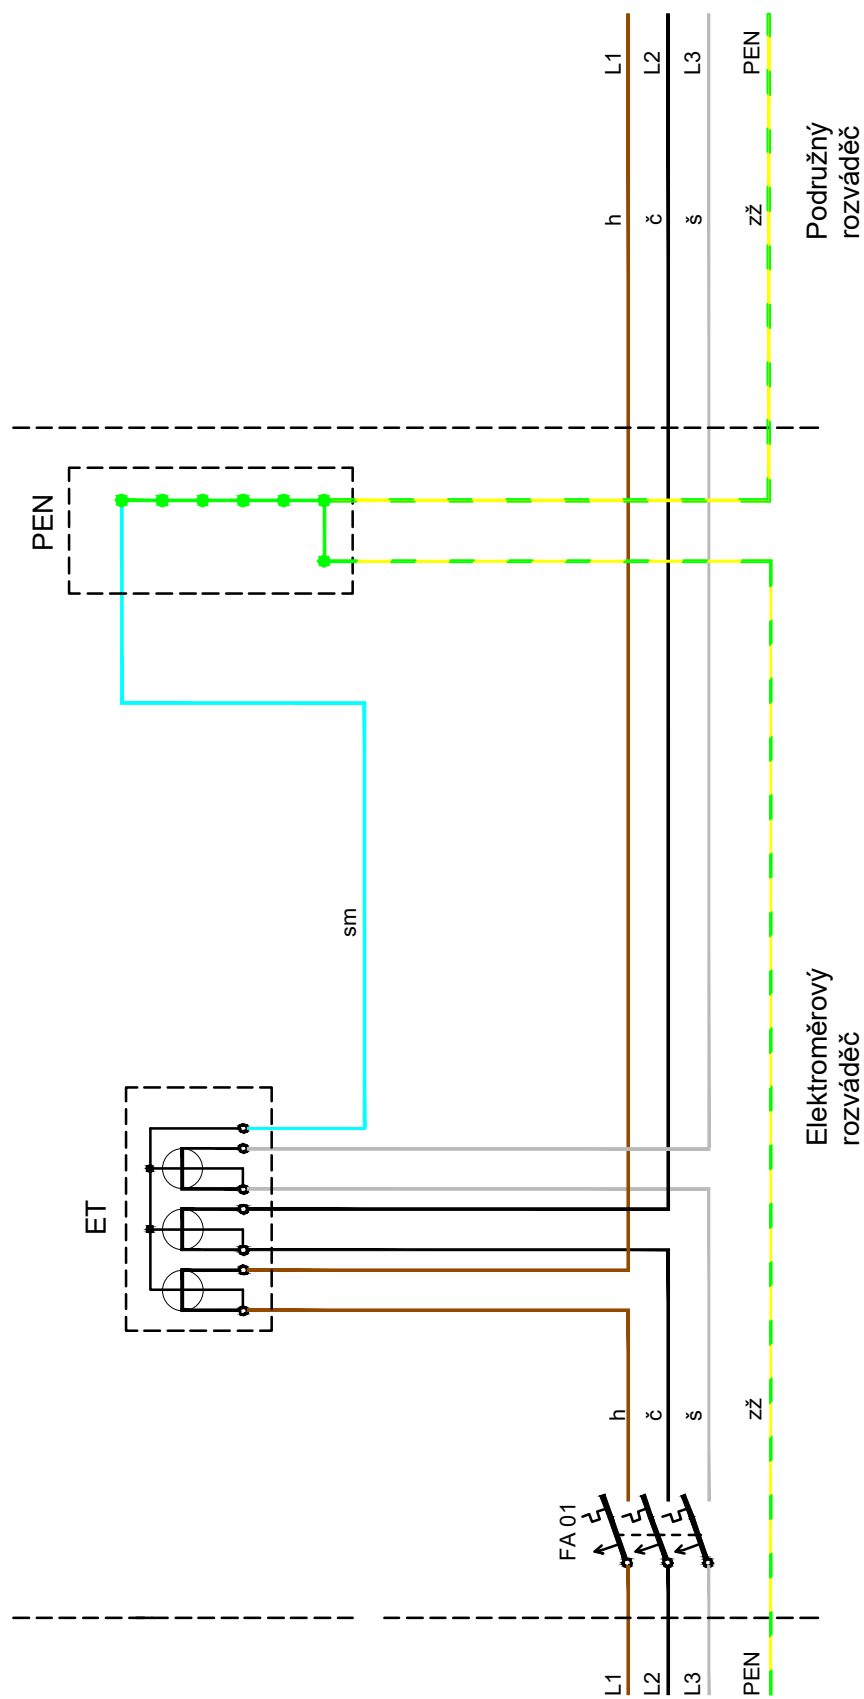 L1
L2
L3
PEN
h
č
š
zž
Podružný
rozváděč
PEN
sm
ET
Elektroměrový
rozváděč
h
č
š
zž
FA 01
L1
L2
L3
PEN